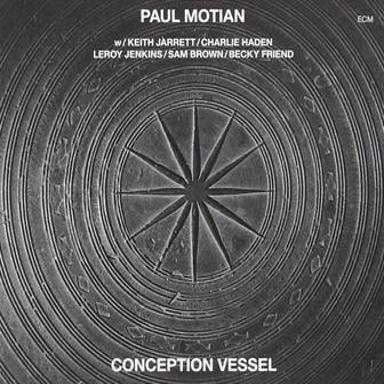 PAUL MOTIAN
ECM
w/KEITH JARRETT/CHARLIE HADEN
LEROY JENKINS/SAM BROWN/BECKY FRIEND
CONCEPTION VESSEL